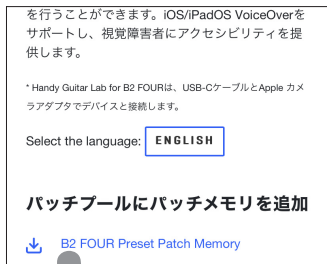 を行うことができます。iOS/iPadOS VoiceOverを
サポートし、視覚障害者にアクセシビリティを提
供します。
* Handy Guitar Lab for B2 FOURは、USB-CケーブルとApple カメ
ラアダプタでデバイスと接続します。
Select the language: ENGLISH
パッチプールにパッチメモリを追加
B2 FOUR Preset Patch Memory